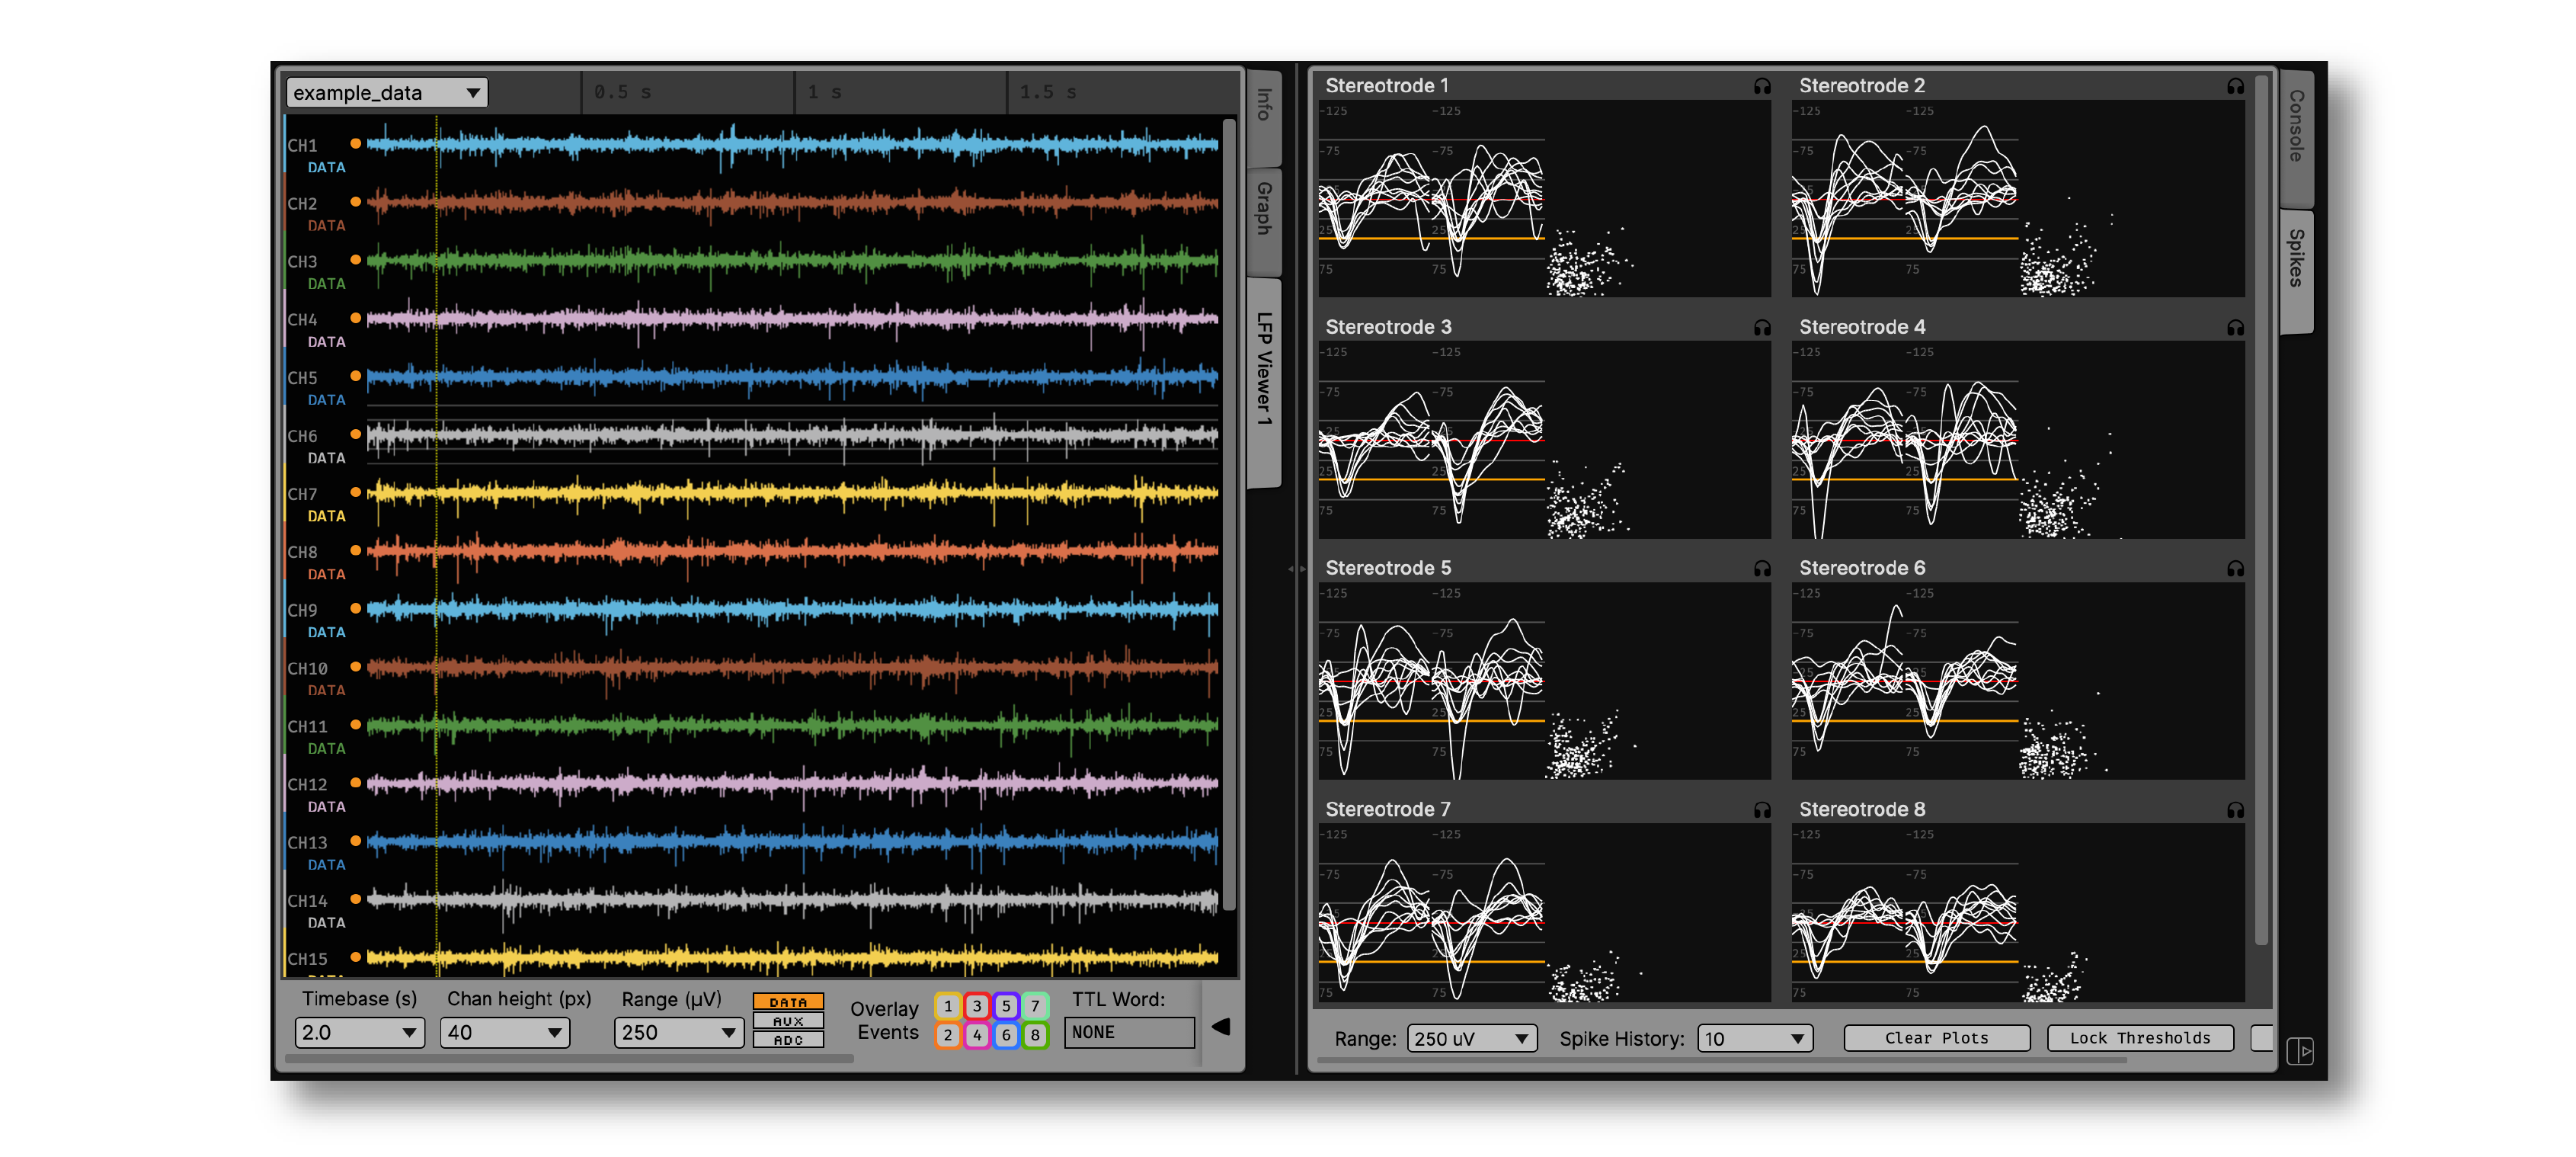 example_data
0.5 s
1 s
1.5 s
CH1
DATA
CH2
DATA
CH3
DATA
CH4
DATA
CH5
DATA
CH6
DATA
CH7
DATA
CH8
DATA
CH9
DATA
CH10
DATA
CH11
DATA
CH12
DATA
CH13
DATA
CH14
DATA
CH15
Timebase (s)
2.0
Chan height (px)
40
Range (µV)
250
DATA
AUX
ADC
Overlay
Events
1 3 5 7
2 4 6 8
TTL Word:
NONE
Info
Graph
LFP Viewer 1
Stereotrode 1
-125 -125
-75 -75
25 25
75 75
Stereotrode 2
-125 -125
-75 -75
25 25
75 75
Stereotrode 3
-125 -125
-75 -75
25 25
75 75
Stereotrode 4
-125 -125
-75 -75
25 25
75 75
Stereotrode 5
-125 -125
-75 -75
25 25
75 75
Stereotrode 6
-125 -125
-75 -75
25 25
75 75
Stereotrode 7
-125 -125
-75 -75
25 25
75 75
Stereotrode 8
-125 -125
-75 -75
25 25
75 75
Range:
250 uV
Spike History:
10
Clear Plots
Lock Thresholds
Console
Spikes